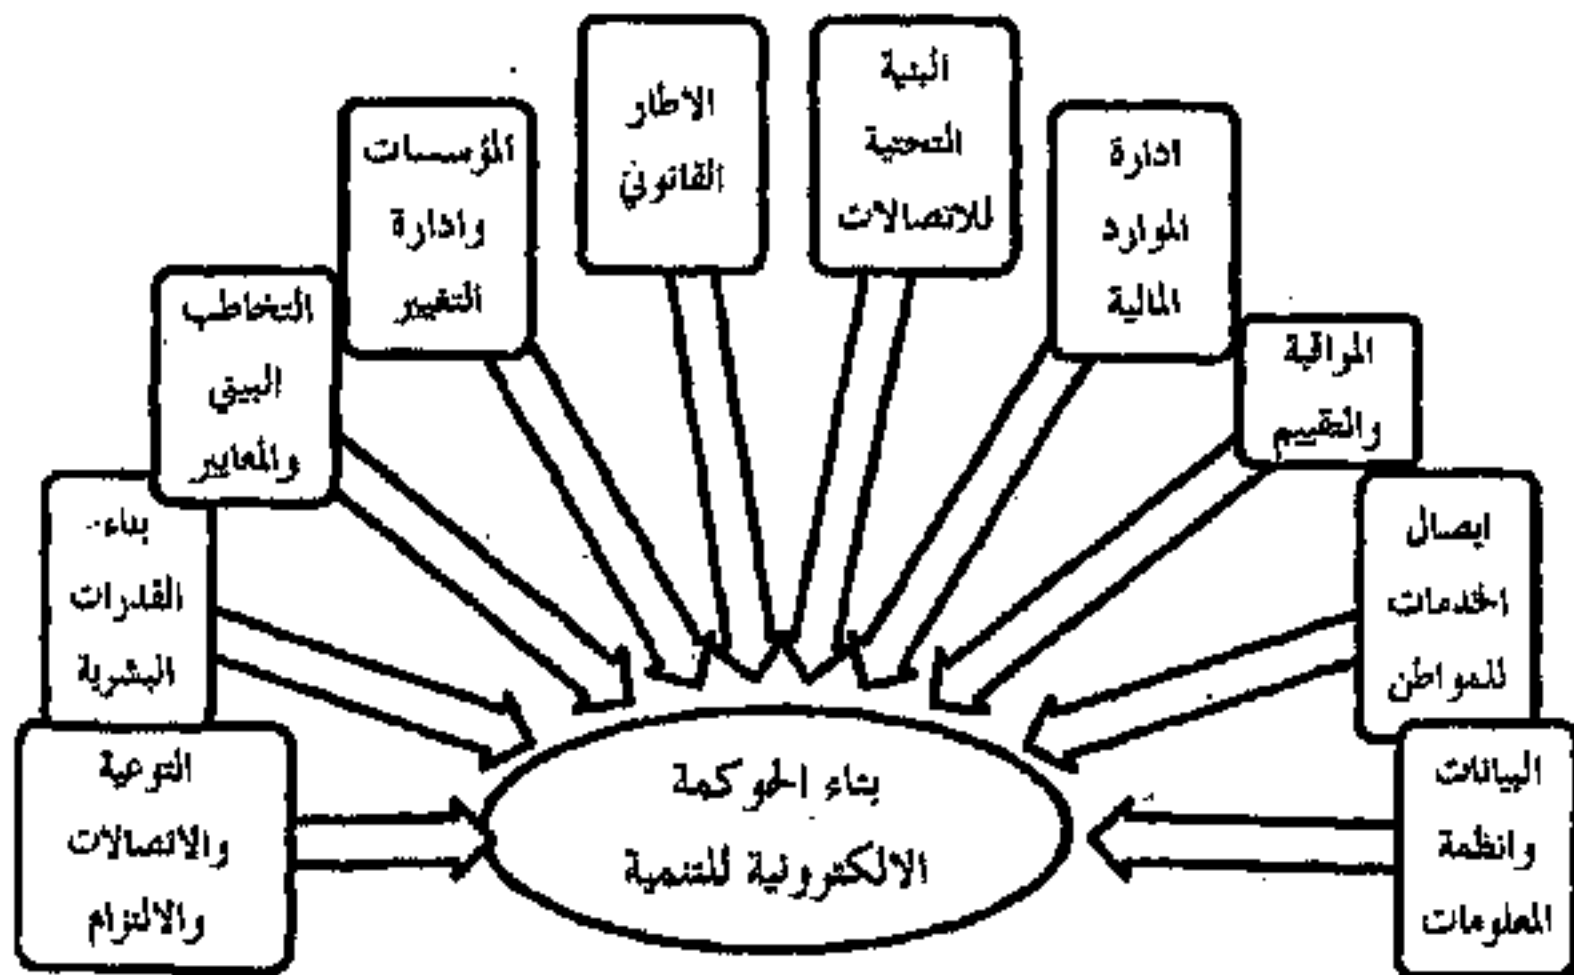 البنية
التحتية
للاتصالات
الاطار
القانوني
ادارة
الموارد
المالية
المؤسسات
وادارة
التغيير
المراقبة
والتقييم
التخاطب
البيني
والمعايير
ايصال
الخدمات
للمواطن
بناء
القدرات
البشرية
البيانات
وانظمة
المعلومات
التوعية
والاتصالات
والالتزام
بناء الحوكمة
الالكترونية للتنمية